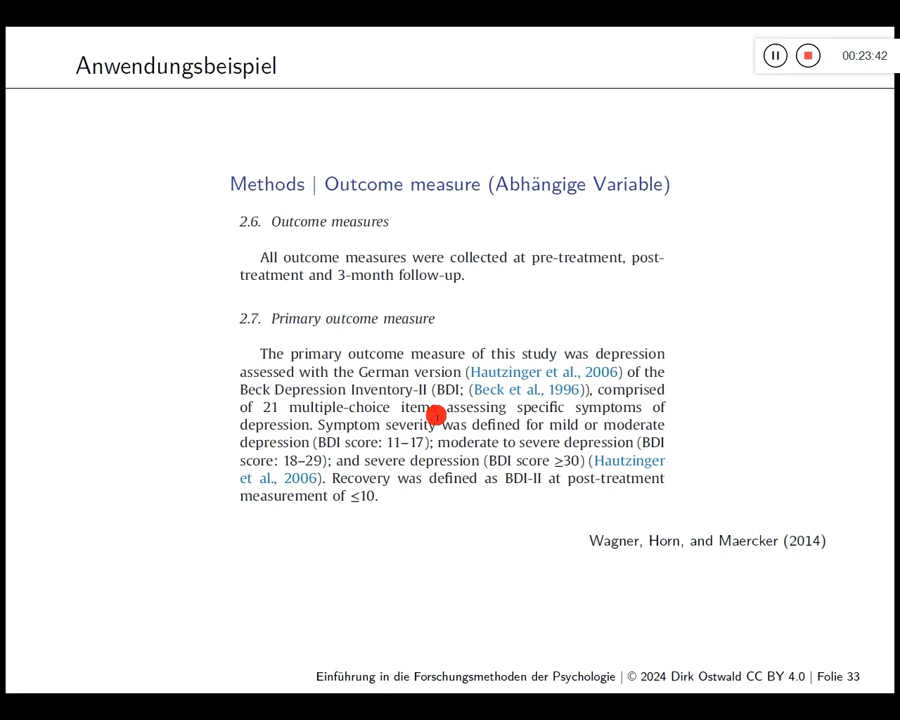 Anwendungsbeispiel
00:23:42
Methods | Outcome measure (Abhängige Variable)
2.6. Outcome measures
All outcome measures were collected at pre-treatment, post-
treatment and 3-month follow-up.
2.7. Primary outcome measure
The primary outcome measure of this study was depression
assessed with the German version (Hautzinger et al., 2006) of the
Beck Depression Inventory-II (BDI; (Beck et al., 1996)), comprised
of 21 multiple-choice items assessing specific symptoms of
depression. Symptom severity was defined for mild or moderate
depression (BDI score: 11–17); moderate to severe depression (BDI
score: 18–29); and severe depression (BDI score ≥30) (Hautzinger
et al., 2006). Recovery was defined as BDI-II at post-treatment
measurement of ≤10.
Wagner, Horn, and Maercker (2014)
Einführung in die Forschungsmethoden der Psychologie | © 2024 Dirk Ostwald CC BY 4.0 | Folie 33